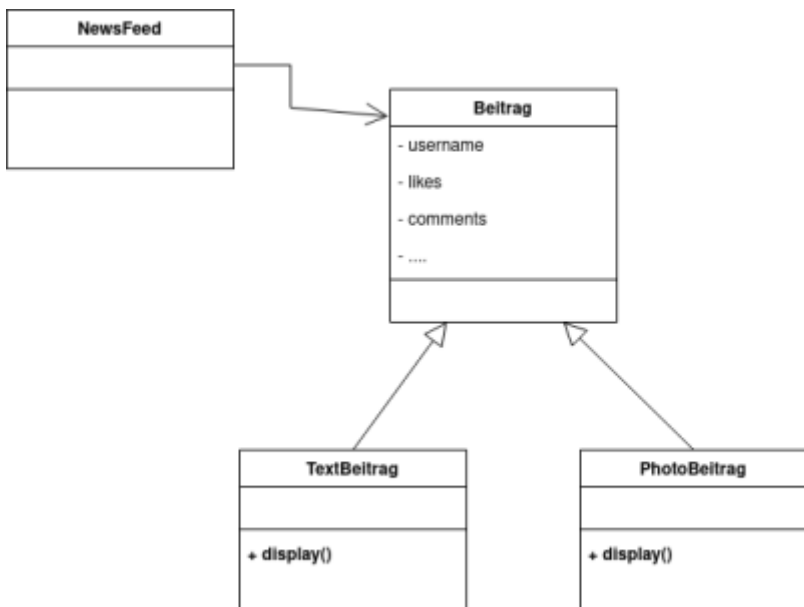 NewsFeed
Beitrag
- username
- likes
- comments
- ....
TextBeitrag
+ display()
PhotoBeitrag
+ display()